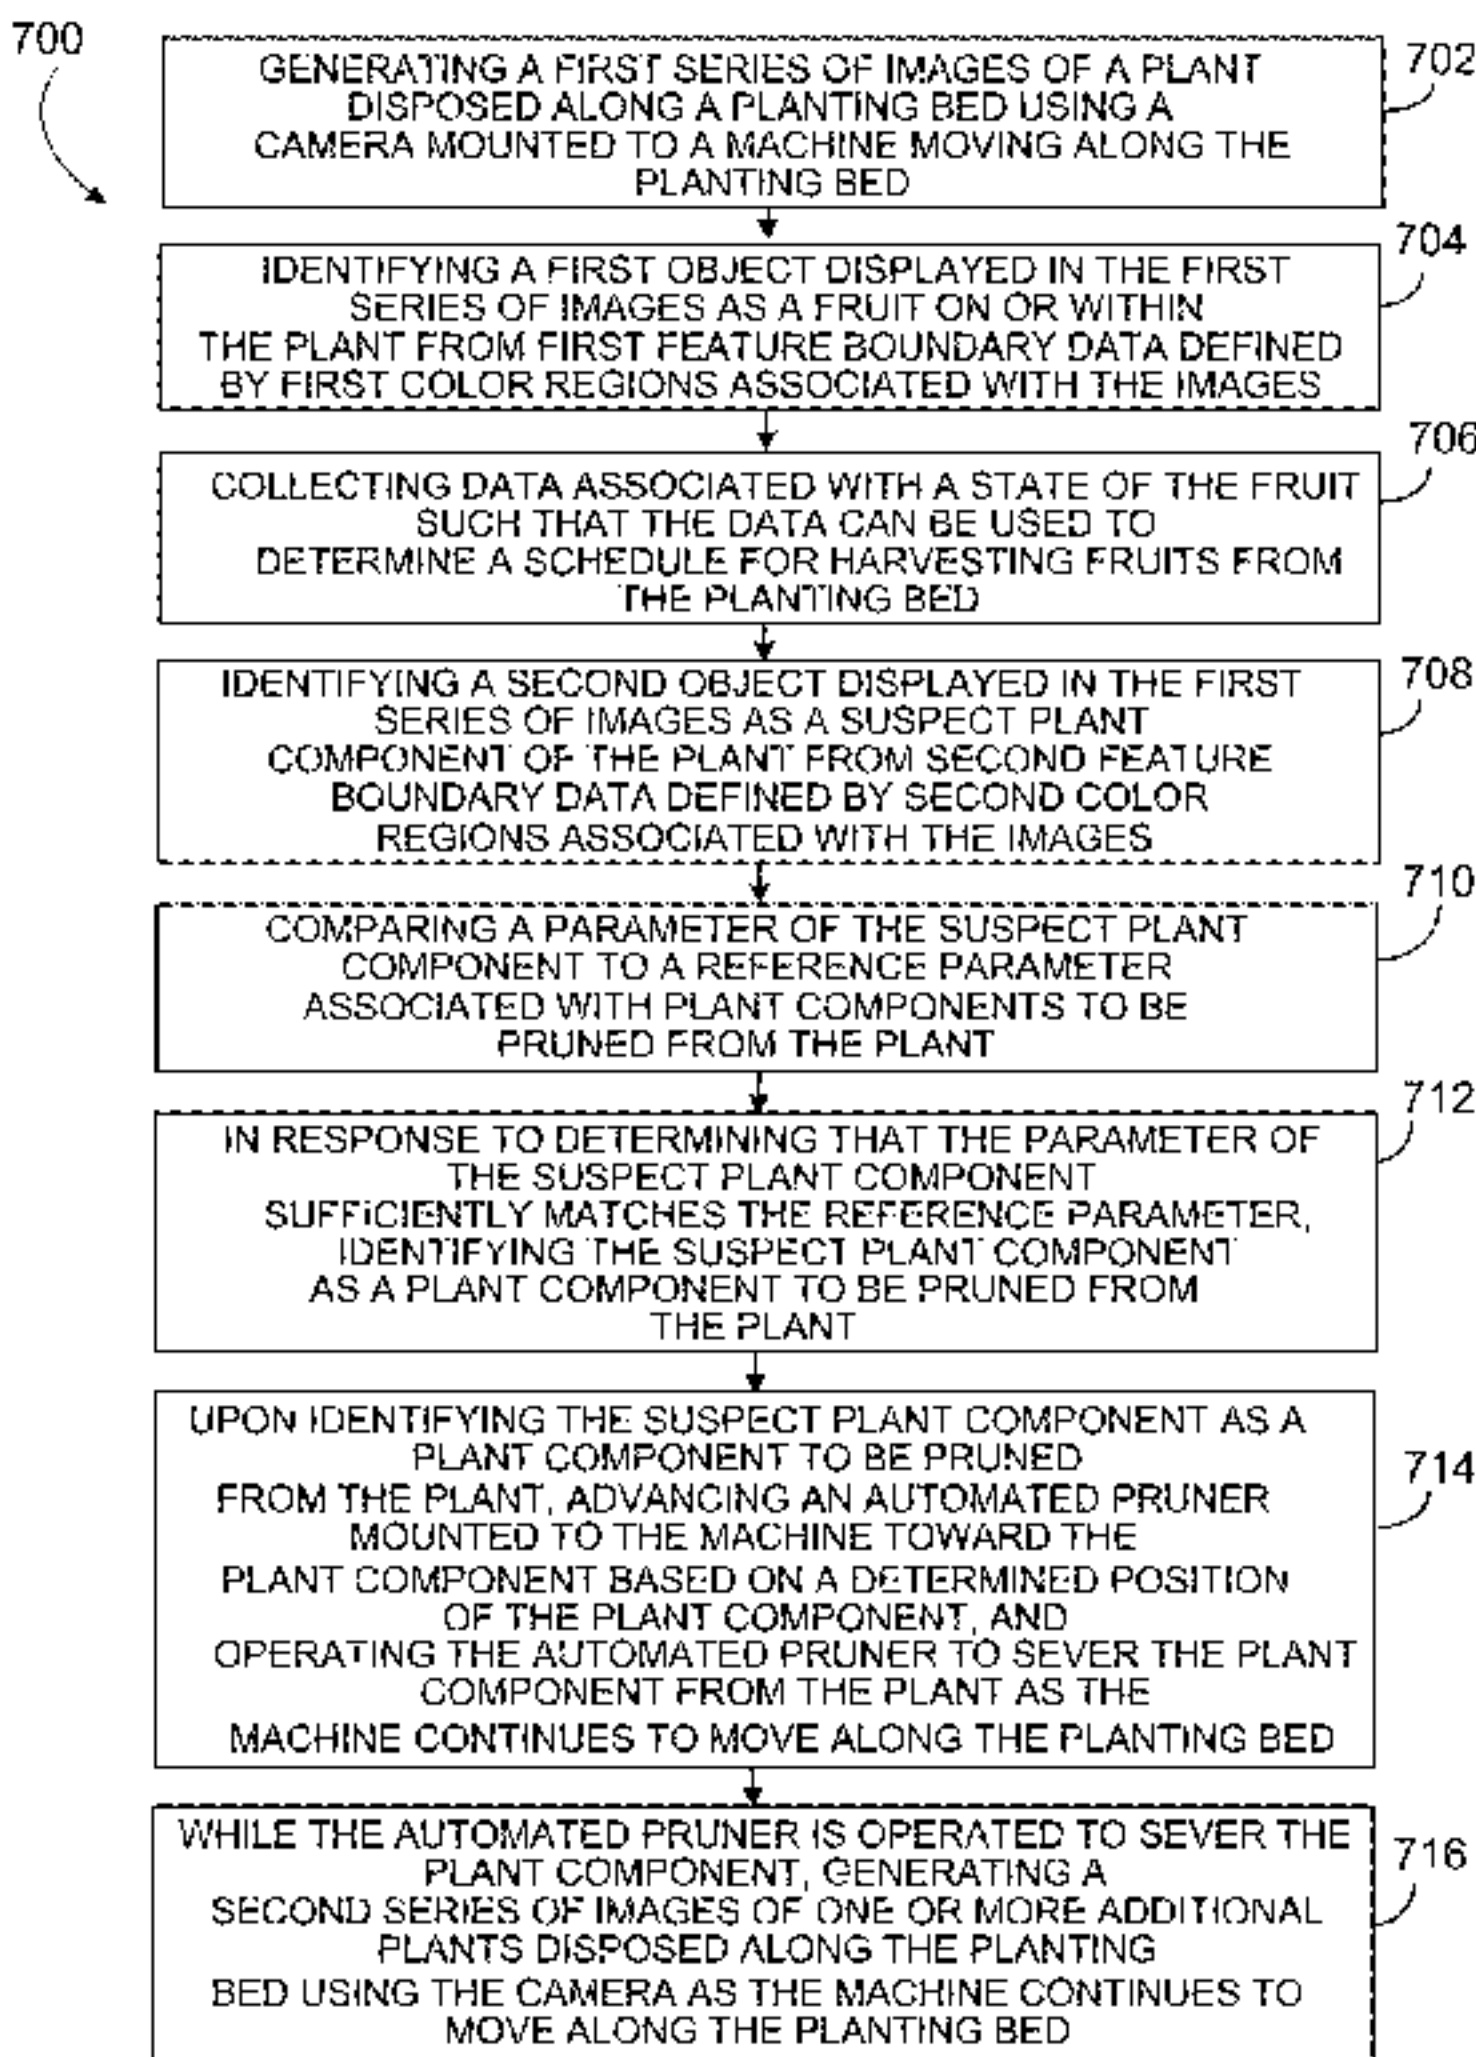 700
702
GENERATING A FIRST SERIES OF IMAGES OF A PLANT
DISPOSED ALONG A PLANTING BED USING A
CAMERA MOUNTED TO A MACHINE MOVING ALONG THE
PLANTING BED
704
IDENTIFYING A FIRST OBJECT DISPLAYED IN THE FIRST
SERIES OF IMAGES AS A FRUIT ON OR WITHIN
THE PLANT FROM FIRST FEATURE BOUNDARY DATA DEFINED
BY FIRST COLOR REGIONS ASSOCIATED WITH THE IMAGES
706
COLLECTING DATA ASSOCIATED WITH A STATE OF THE FRUIT
SUCH THAT THE DATA CAN BE USED TO
DETERMINE A SCHEDULE FOR HARVESTING FRUITS FROM
THE PLANTING BED
708
IDENTIFYING A SECOND OBJECT DISPLAYED IN THE FIRST
SERIES OF IMAGES AS A SUSPECT PLANT
COMPONENT OF THE PLANT FROM SECOND FEATURE
BOUNDARY DATA DEFINED BY SECOND COLOR
REGIONS ASSOCIATED WITH THE IMAGES
710
COMPARING A PARAMETER OF THE SUSPECT PLANT
COMPONENT TO A REFERENCE PARAMETER
ASSOCIATED WITH PLANT COMPONENTS TO BE
PRUNED FROM THE PLANT
712
IN RESPONSE TO DETERMINING THAT THE PARAMETER OF
THE SUSPECT PLANT COMPONENT
SUFFICIENTLY MATCHES THE REFERENCE PARAMETER,
IDENTIFYING THE SUSPECT PLANT COMPONENT
AS A PLANT COMPONENT TO BE PRUNED FROM
THE PLANT
714
UPON IDENTIFYING THE SUSPECT PLANT COMPONENT AS A
PLANT COMPONENT TO BE PRUNED
FROM THE PLANT, ADVANCING AN AUTOMATED PRUNER
MOUNTED TO THE MACHINE TOWARD THE
PLANT COMPONENT BASED ON A DETERMINED POSITION
OF THE PLANT COMPONENT, AND
OPERATING THE AUTOMATED PRUNER TO SEVER THE PLANT
COMPONENT FROM THE PLANT AS THE
MACHINE CONTINUES TO MOVE ALONG THE PLANTING BED
716
WHILE THE AUTOMATED PRUNER IS OPERATED TO SEVER THE
PLANT COMPONENT, GENERATING A
SECOND SERIES OF IMAGES OF ONE OR MORE ADDITIONAL
PLANTS DISPOSED ALONG THE PLANTING
BED USING THE CAMERA AS THE MACHINE CONTINUES TO
MOVE ALONG THE PLANTING BED